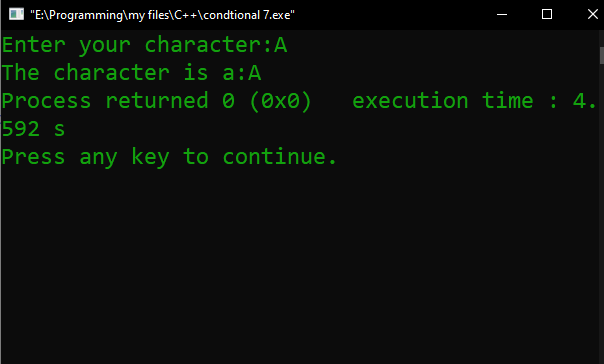 "E:\Programming\my files\C++\condtional 7.exe"
Enter your character:A
The character is a:A
Process returned 0 (0x0)   execution time : 4.
592 s
Press any key to continue.